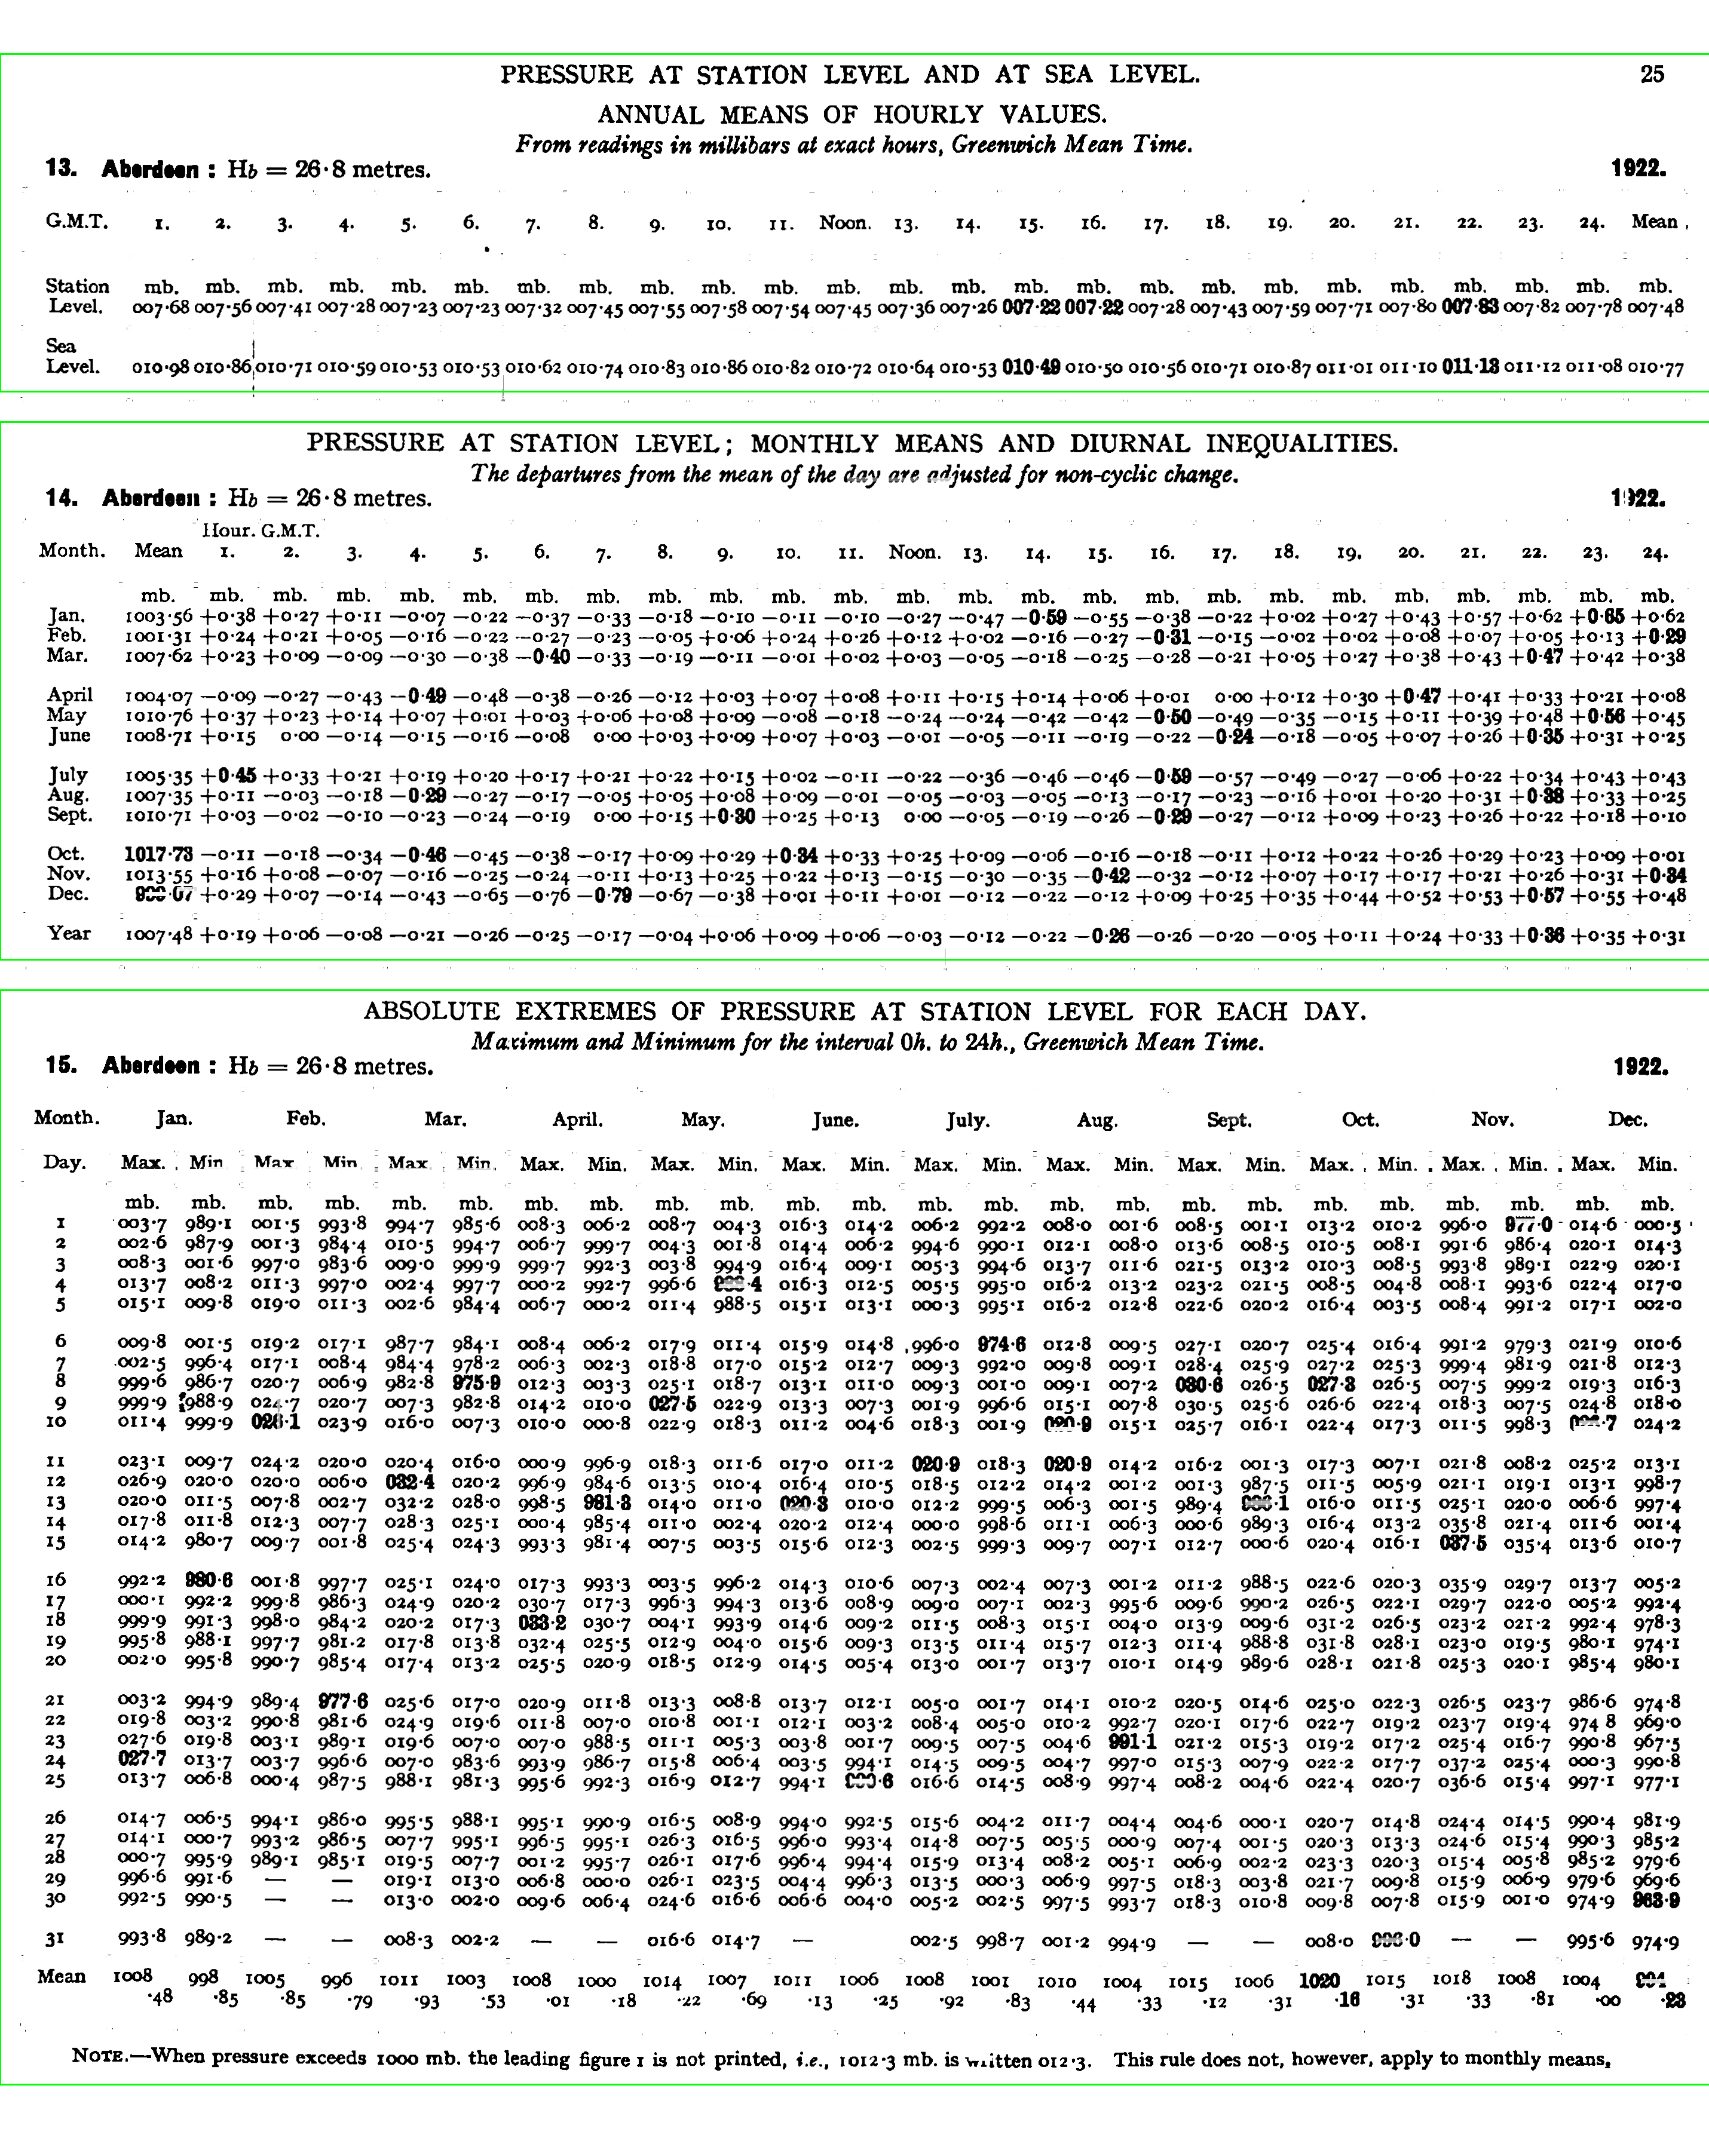 PRESSURE AT STATION LEVEL AND AT SEA LEVEL. 25
ANNUAL MEANS OF HOURLY VALUES.
From readings in millibars at exact hours, Greenwich Mean Time.
13. Aberdeen : Hb = 26·8 metres. 1922.
G.M.T. 1. 2. 3. 4. 5. 6. 7. 8. 9. 10. 11. Noon. 13. 14. 15. 16. 17. 18. 19. 20. 21. 22. 23. 24. Mean
Station mb. mb. mb. mb. mb. mb. mb. mb. mb. mb. mb. mb. mb. mb. mb. mb. mb. mb. mb. mb. mb. mb. mb. mb. mb.
Level. 007·68 007·56 007·41 007·28 007·23 007·23 007·32 007·45 007·55 007·58 007·54 007·45 007·36 007·26 007·22 007·22 007·28 007·43 007·59 007·71 007·80 007·83 007·82 007·78 007·48
Sea
Level. 010·98 010·86 010·71 010·59 010·53 010·53 010·62 010·74 010·83 010·86 010·82 010·72 010·64 010·53 010·49 010·50 010·56 010·71 010·87 011·01 011·10 011·13 011·12 011·08 010·77
PRESSURE AT STATION LEVEL; MONTHLY MEANS AND DIURNAL INEQUALITIES.
The departures from the mean of the day are adjusted for non-cyclic change.
14. Aberdeen : Hb = 26·8 metres. 1922.
Hour. G.M.T.
Month. Mean 1. 2. 3. 4. 5. 6. 7. 8. 9. 10. 11. Noon. 13. 14. 15. 16. 17. 18. 19. 20. 21. 22. 23. 24.
mb. mb. mb. mb. mb. mb. mb. mb. mb. mb. mb. mb. mb. mb. mb. mb. mb. mb. mb. mb. mb. mb. mb. mb. mb.
Jan. 1003·56 +0·38 +0·27 +0·11 −0·07 −0·22 −0·37 −0·33 −0·18 −0·10 −0·11 −0·10 −0·27 −0·47 −0·59 −0·55 −0·38 −0·22 +0·02 +0·27 +0·43 +0·57 +0·62 +0·65 +0·62
Feb. 1001·31 +0·24 +0·21 +0·05 −0·16 −0·22 −0·27 −0·23 −0·05 +0·06 +0·24 +0·26 +0·12 +0·02 −0·16 −0·27 −0·31 −0·15 −0·02 +0·02 +0·08 +0·07 +0·05 +0·13 +0·29
Mar. 1007·62 +0·23 +0·09 −0·09 −0·30 −0·38 −0·40 −0·33 −0·19 −0·11 −0·01 +0·02 +0·03 −0·05 −0·18 −0·25 −0·28 −0·21 +0·05 +0·27 +0·38 +0·43 +0·47 +0·42 +0·38
April 1004·07 −0·09 −0·27 −0·43 −0·49 −0·48 −0·38 −0·26 −0·12 +0·03 +0·07 +0·08 +0·11 +0·15 +0·14 +0·06 +0·01 0·00 +0·12 +0·30 +0·47 +0·41 +0·33 +0·21 +0·08
May 1010·76 +0·37 +0·23 +0·14 +0·07 +0·01 +0·03 +0·06 +0·08 +0·09 −0·08 −0·18 −0·24 −0·24 −0·42 −0·42 −0·50 −0·49 −0·35 −0·15 +0·11 +0·39 +0·48 +0·56 +0·45
June 1008·71 +0·15 0·00 −0·14 −0·15 −0·16 −0·08 0·00 +0·03 +0·09 +0·07 +0·03 −0·01 −0·05 −0·11 −0·19 −0·22 −0·24 −0·18 −0·05 +0·07 +0·26 +0·35 +0·31 +0·25
July 1005·35 +0·45 +0·33 +0·21 +0·19 +0·20 +0·17 +0·21 +0·22 +0·15 +0·02 −0·11 −0·22 −0·36 −0·46 −0·46 −0·59 −0·57 −0·49 −0·27 −0·06 +0·22 +0·34 +0·43 +0·43
Aug. 1007·35 +0·11 −0·03 −0·18 −0·29 −0·27 −0·17 −0·05 +0·05 +0·08 +0·09 −0·01 −0·05 −0·03 −0·05 −0·13 −0·17 −0·23 −0·16 +0·01 +0·20 +0·31 +0·38 +0·33 +0·25
Sept. 1010·71 +0·03 −0·02 −0·10 −0·23 −0·24 −0·19 0·00 +0·15 +0·30 +0·25 +0·13 0·00 −0·05 −0·19 −0·26 −0·29 −0·27 −0·12 +0·09 +0·23 +0·26 +0·22 +0·18 +0·10
Oct. 1017·73 −0·11 −0·18 −0·34 −0·46 −0·45 −0·38 −0·17 +0·09 +0·29 +0·34 +0·33 +0·25 +0·09 −0·06 −0·16 −0·18 −0·11 +0·12 +0·22 +0·26 +0·29 +0·23 +0·09 +0·01
Nov. 1013·55 +0·16 +0·08 −0·07 −0·16 −0·25 −0·24 −0·11 +0·13 +0·25 +0·22 +0·13 −0·15 −0·30 −0·35 −0·42 −0·32 −0·12 +0·07 +0·17 +0·17 +0·21 +0·26 +0·31 +0·34
Dec. +0·29 +0·07 −0·14 −0·43 −0·65 −0·76 −0·79 −0·67 −0·38 +0·01 +0·11 +0·01 −0·12 −0·22 −0·12 +0·09 +0·25 +0·35 +0·44 +0·52 +0·53 +0·57 +0·55 +0·48
Year 1007·48 +0·19 +0·06 −0·08 −0·21 −0·26 −0·25 −0·17 −0·04 +0·06 +0·09 +0·06 −0·03 −0·12 −0·22 −0·26 −0·26 −0·20 −0·05 +0·11 +0·24 +0·33 +0·36 +0·35 +0·31
ABSOLUTE EXTREMES OF PRESSURE AT STATION LEVEL FOR EACH DAY.
Maximum and Minimum for the interval 0h. to 24h., Greenwich Mean Time.
15. Aberdeen : Hb = 26·8 metres. 1922.
Month. Jan. Feb. Mar. April. May. June. July. Aug. Sept. Oct. Nov. Dec.
Day. Max. Min. Max. Min. Max. Min. Max. Min. Max. Min. Max. Min. Max. Min. Max. Min. Max. Min. Max. Min. Max. Min. Max. Min.
mb. mb. mb. mb. mb. mb. mb. mb. mb. mb. mb. mb. mb. mb. mb. mb. mb. mb. mb. mb. mb. mb. mb. mb.
1 003·7 989·1 001·5 993·8 994·7 985·6 008·3 006·2 008·7 004·3 016·3 014·2 006·2 992·2 008·0 001·6 008·5 001·1 013·2 010·2 996·0 977·0 014·6 000·5
2 002·6 987·9 001·3 984·4 010·5 994·7 006·7 999·7 004·3 001·8 014·4 006·2 994·6 990·1 012·1 008·0 013·6 008·5 010·5 008·1 991·6 986·4 020·1 014·3
3 008·3 001·6 997·0 983·6 009·0 999·9 999·7 992·3 003·8 994·9 016·4 009·1 005·3 994·6 013·7 011·6 021·5 013·2 010·3 008·5 993·8 989·1 022·9 020·1
4 013·7 008·2 011·3 997·0 002·4 997·7 000·2 992·7 996·6 016·3 012·5 005·5 995·0 016·2 013·2 023·2 021·5 008·5 004·8 008·1 993·6 022·4 017·0
5 015·1 009·8 019·0 011·3 002·6 984·4 006·7 000·2 011·4 988·5 015·1 013·1 000·3 995·1 016·2 012·8 022·6 020·2 016·4 003·5 008·4 991·2 017·1 002·0
6 009·8 001·5 019·2 017·1 987·7 984·1 008·4 006·2 017·9 011·4 015·9 014·8 996·0 974·6 012·8 009·5 027·1 020·7 025·4 016·4 991·2 979·3 021·9 010·6
7 002·5 996·4 017·1 008·4 984·4 978·2 006·3 002·3 018·8 017·0 015·2 012·7 009·3 992·0 009·8 009·1 028·4 025·9 027·2 025·3 999·4 981·9 021·8 012·3
8 999·6 986·7 020·7 006·9 982·8 975·9 012·3 003·3 025·1 018·7 013·1 011·0 009·3 001·0 009·1 007·2 030·6 026·5 027·3 026·5 007·5 999·2 019·3 016·3
9 999·9 988·9 024·7 020·7 007·3 982·8 014·2 010·0 027·5 022·9 013·3 007·3 001·9 996·6 015·1 007·8 030·5 025·6 026·6 022·4 018·3 007·5 024·8 018·0
10 011·4 999·9 026·1 023·9 016·0 007·3 010·0 000·8 022·9 018·3 011·2 004·6 018·3 001·9 020·9 015·1 025·7 016·1 022·4 017·3 011·5 998·3 024·2
11 023·1 009·7 024·2 020·0 020·4 016·0 000·9 996·9 018·3 011·6 017·0 011·2 020·9 018·3 020·9 014·2 016·2 001·3 017·3 007·1 021·8 008·2 025·2 013·1
12 026·9 020·0 020·0 006·0 032·4 020·2 996·9 984·6 013·5 010·4 016·4 010·5 018·5 012·2 014·2 001·2 001·3 987·5 011·5 005·9 021·1 019·1 013·1 998·7
13 020·0 011·5 007·8 002·7 032·2 028·0 998·5 981·3 014·0 011·0 020·3 010·0 012·2 999·5 006·3 001·5 989·4 016·0 011·5 025·1 020·0 006·6 997·4
14 017·8 011·8 012·3 007·7 028·3 025·1 000·4 985·4 011·0 002·4 020·2 012·4 000·0 998·6 011·1 006·3 000·6 989·3 016·4 013·2 035·8 021·4 011·6 001·4
15 014·2 980·7 009·7 001·8 025·4 024·3 993·3 981·4 007·5 003·5 015·6 012·3 002·5 999·3 009·7 007·1 012·7 000·6 020·4 016·1 037·5 035·4 013·6 010·7
16 992·2 980·6 001·8 997·7 025·1 024·0 017·3 993·3 003·5 996·2 014·3 010·6 007·3 002·4 007·3 001·2 011·2 988·5 022·6 020·3 035·9 029·7 013·7 005·2
17 000·1 992·2 999·8 986·3 024·9 020·2 030·7 017·3 996·3 994·3 013·6 008·9 009·0 007·1 002·3 995·6 009·6 990·2 026·5 022·1 029·7 022·0 005·2 992·4
18 999·9 991·3 998·0 984·2 020·2 017·3 033·2 030·7 004·1 993·9 014·6 009·2 011·5 008·3 015·1 004·0 013·9 009·6 031·2 026·5 023·2 021·2 992·4 978·3
19 995·8 988·1 997·7 981·2 017·8 013·8 032·4 025·5 012·9 004·0 015·6 009·3 013·5 011·4 015·7 012·3 011·4 988·8 031·8 028·1 023·0 019·5 980·1 974·1
20 002·0 995·8 990·7 985·4 017·4 013·2 025·5 020·9 018·5 012·9 014·5 005·4 013·0 001·7 013·7 010·1 014·9 989·6 028·1 021·8 025·3 020·1 985·4 980·1
21 003·2 994·9 989·4 977·6 025·6 017·0 020·9 011·8 013·3 008·8 013·7 012·1 005·0 001·7 014·1 010·2 020·5 014·6 025·0 022·3 026·5 023·7 986·6 974·8
22 019·8 003·2 990·8 981·6 024·9 019·6 011·8 007·0 010·8 001·1 012·1 003·2 008·4 005·0 010·2 992·7 020·1 017·6 022·7 019·2 023·7 019·4 974 8 969·0
23 027·6 019·8 003·1 989·1 019·6 007·0 007·0 988·5 011·1 005·3 003·8 001·7 009·5 007·5 004·6 991·1 021·2 015·3 019·2 017·2 025·4 016·7 990·8 967·5
24 027·7 013·7 003·7 996·6 007·0 983·6 993·9 986·7 015·8 006·4 003·5 994·1 014·5 009·5 004·7 997·0 015·3 007·9 022·2 017·7 037·2 025·4 000·3 990·8
25 013·7 006·8 000·4 987·5 988·1 981·3 995·6 992·3 016·9 012·7 994·1 016·6 014·5 008·9 997·4 008·2 004·6 022·4 020·7 036·6 015·4 997·1 977·1
26 014·7 006·5 994·1 986·0 995·5 988·1 995·1 990·9 016·5 008·9 994·0 992·5 015·6 004·2 011·7 004·4 004·6 000·1 020·7 014·8 024·4 014·5 990·4 981·9
27 014·1 000·7 993·2 986·5 007·7 995·1 996·5 995·1 026·3 016·5 996·0 993·4 014·8 007·5 005·5 000·9 007·4 001·5 020·3 013·3 024·6 015·4 990·3 985·2
28 000·7 995·9 989·1 985·1 019·5 007·7 001·2 995·7 026·1 017·6 996·4 994·4 015·9 013·4 008·2 005·1 006·9 002·2 023·3 020·3 015·4 005·8 985·2 979·6
29 996·6 991·6 — — 019·1 013·0 006·8 000·0 026·1 023·5 004·4 996·3 013·5 000·3 006·9 997·5 018·3 003·8 021·7 009·8 015·9 006·9 979·6 969·6
30 992·5 990·5 — — 013·0 002·0 009·6 006·4 024·6 016·6 006·6 004·0 005·2 002·5 997·5 993·7 018·3 010·8 009·8 007·8 015·9 001·0 974·9 963·9
31 993·8 989·2 — — 008·3 002·2 — — 016·6 014·7 — 002·5 998·7 001·2 994·9 — — 008·0 — — 995·6 974·9
Mean 1008 998 1005 996 1011 1003 1008 1000 1014 1007 1011 1006 1008 1001 1010 1004 1015 1006 1020 1015 1018 1008 1004
·48 ·85 ·85 ·79 ·93 ·53 ·01 ·18 ·22 ·69 ·13 ·25 ·92 ·83 ·44 ·33 ·12 ·31 ·16 ·31 ·33 ·81 ·00 ·23
NOTE.—When pressure exceeds 1000 mb. the leading figure 1 is not printed, i.e., 1012·3 mb. is written 012·3. This rule does not, however, apply to monthly means.